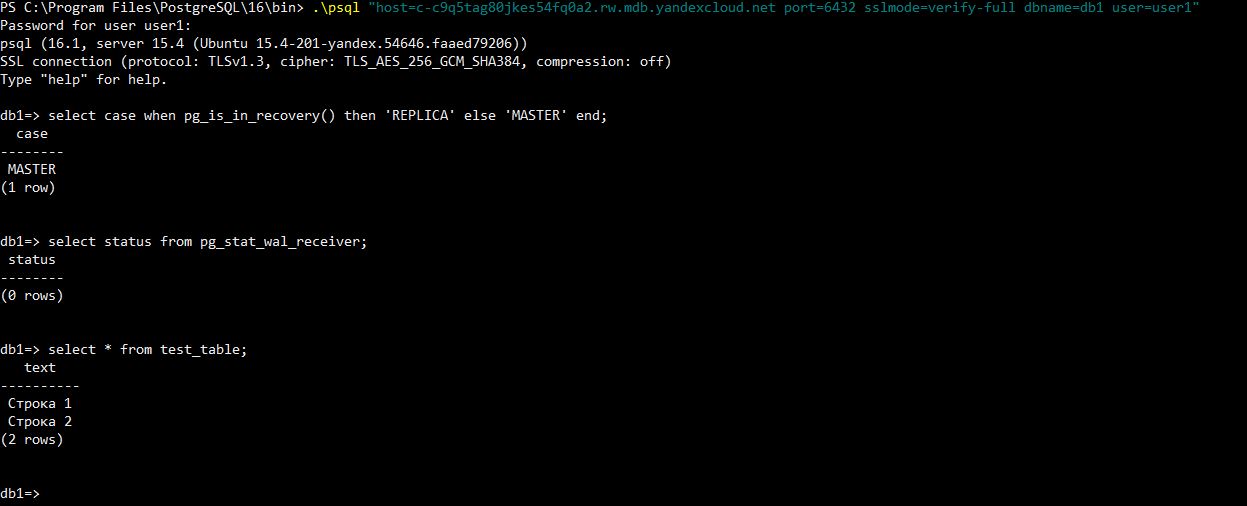 PS C:\Program Files\PostgreSQL\16\bin> .\psql "host=c-c9q5tag80jkes54fq0a2.rw.mdb.yandexcloud.net port=6432 sslmode=verify-full dbname=db1 user=user1"
Password for user user1:
psql (16.1, server 15.4 (Ubuntu 15.4-201-yandex.54646.faaed79206))
SSL connection (protocol: TLSv1.3, cipher: TLS_AES_256_GCM_SHA384, compression: off)
Type "help" for help.
db1=> select case when pg_is_in_recovery() then 'REPLICA' else 'MASTER' end;
case
--------
MASTER
(1 row)
db1=> select status from pg_stat_wal_receiver;
status
--------
(0 rows)
db1=> select * from test_table;
text
----------
Строка 1
Строка 2
(2 rows)
db1=>